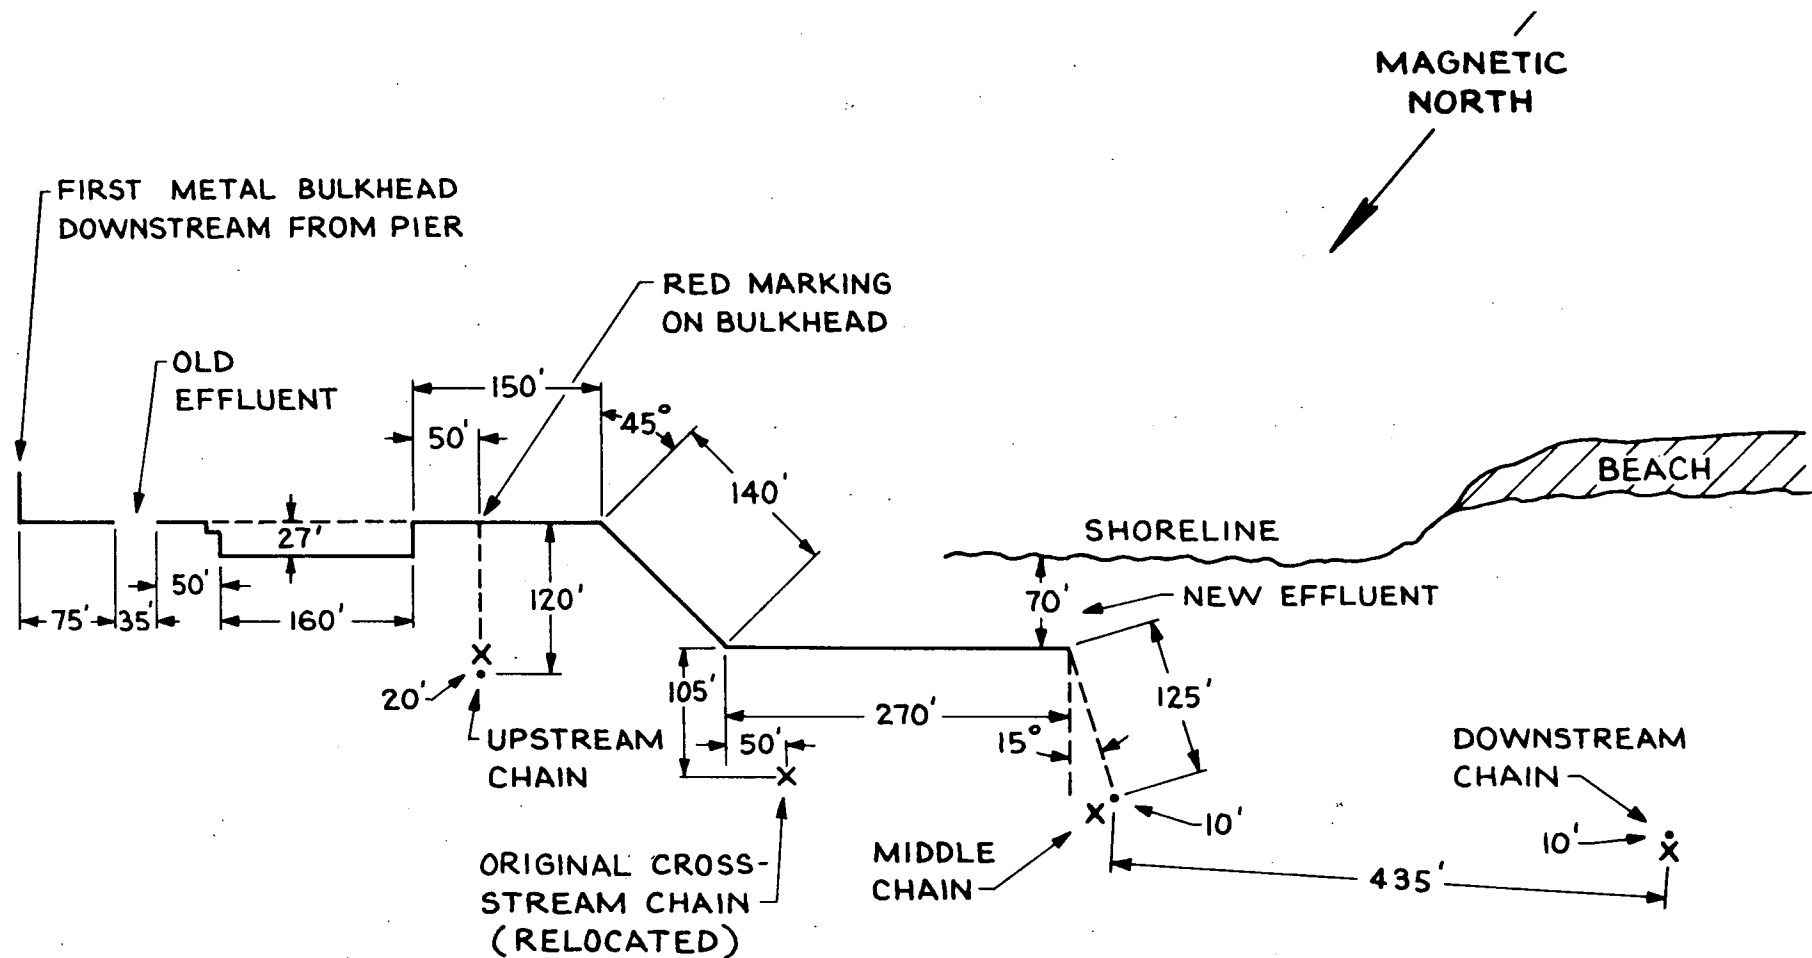 MAGNETIC
NORTH
FIRST METAL BULKHEAD
DOWNSTREAM FROM PIER
RED MARKING
ON BULKHEAD
OLD
EFFLUENT
150'
45°
50'
140'
BEACH
SHORELINE
27'
50'
120'
70'
NEW EFFLUENT
75'
35'
160'
20'
105'
125'
270'
UPSTREAM
CHAIN
50'
15°
DOWNSTREAM
CHAIN
10'
10'
MIDDLE
CHAIN
435'
ORIGINAL CROSS-
STREAM CHAIN
(RELOCATED)